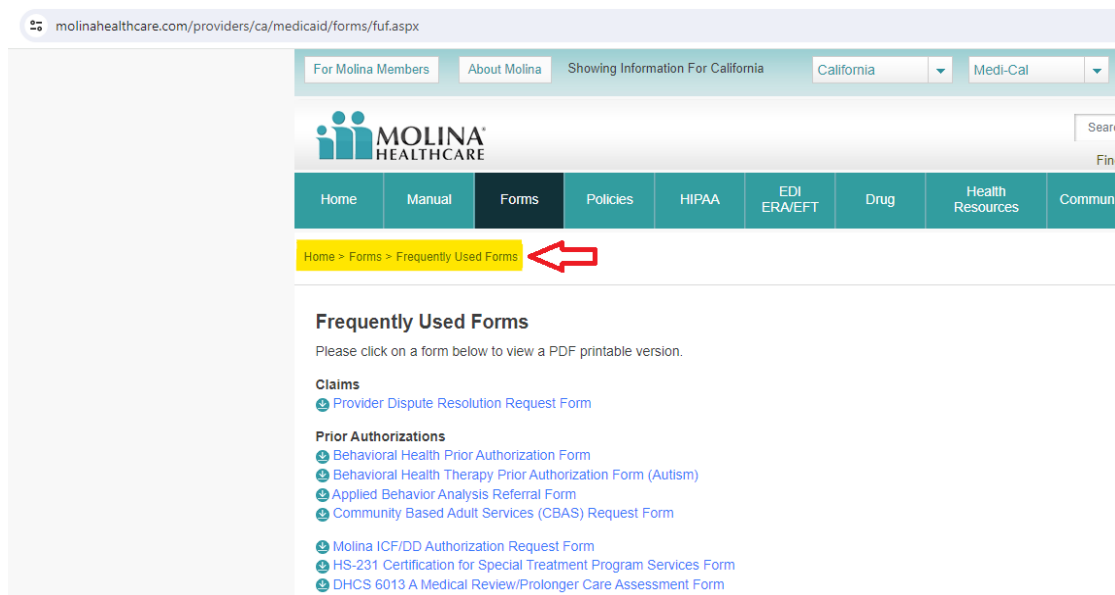 molinahealthcare.com/providers/ca/medicaid/forms/fuf.aspx
For Molina Members About Molina Showing Information For California California Medi-Cal
MOLINA
HEALTHCARE
Sear
Fin
Home Manual Forms Policies HIPAA EDI ERA/EFT Drug Health Resources Commun
Home > Forms > Frequently Used Forms
Frequently Used Forms
Please click on a form below to view a PDF printable version.
Claims
Provider Dispute Resolution Request Form
Prior Authorizations
Behavioral Health Prior Authorization Form
Behavioral Health Therapy Prior Authorization Form (Autism)
Applied Behavior Analysis Referral Form
Community Based Adult Services (CBAS) Request Form
Molina ICF/DD Authorization Request Form
HS-231 Certification for Special Treatment Program Services Form
DHCS 6013 A Medical Review/Prolonger Care Assessment Form